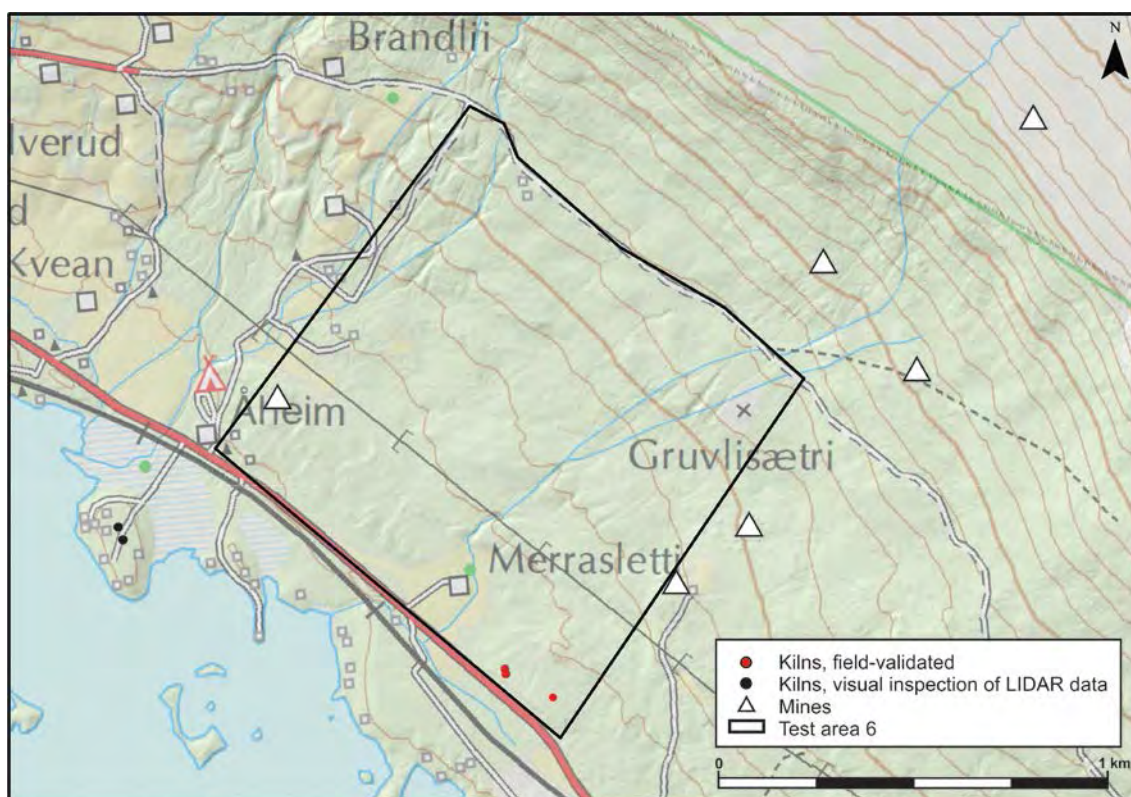 Brandlii
N
lverud
d
Kvean
Åheim
Gruvlisætri
Merrasletti
Kilns, field-validated
Kilns, visual inspection of LIDAR data
Mines
Test area 6
0 1 km